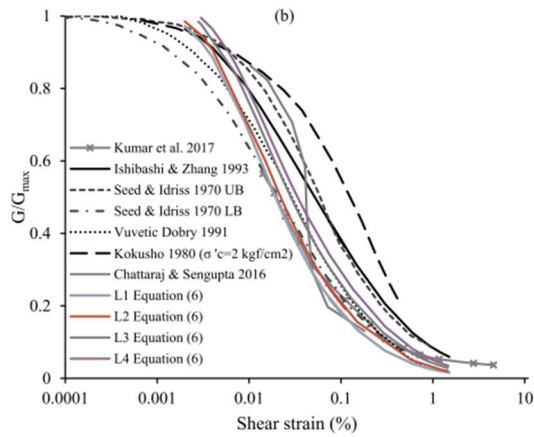 (b)
1
0.8
0.6
0.4
0.2
0
G/Gmax
Kumar et al. 2017
Ishibashi & Zhang 1993
Seed & Idriss 1970 UB
Seed & Idriss 1970 LB
Vuvetic Dobry 1991
Kokusho 1980 (σ 'c=2 kgf/cm2)
Chattaraj & Sengupta 2016
L1 Equation (6)
L2 Equation (6)
L3 Equation (6)
L4 Equation (6)
0.0001 0.001 0.01 0.1 1 10
Shear strain (%)